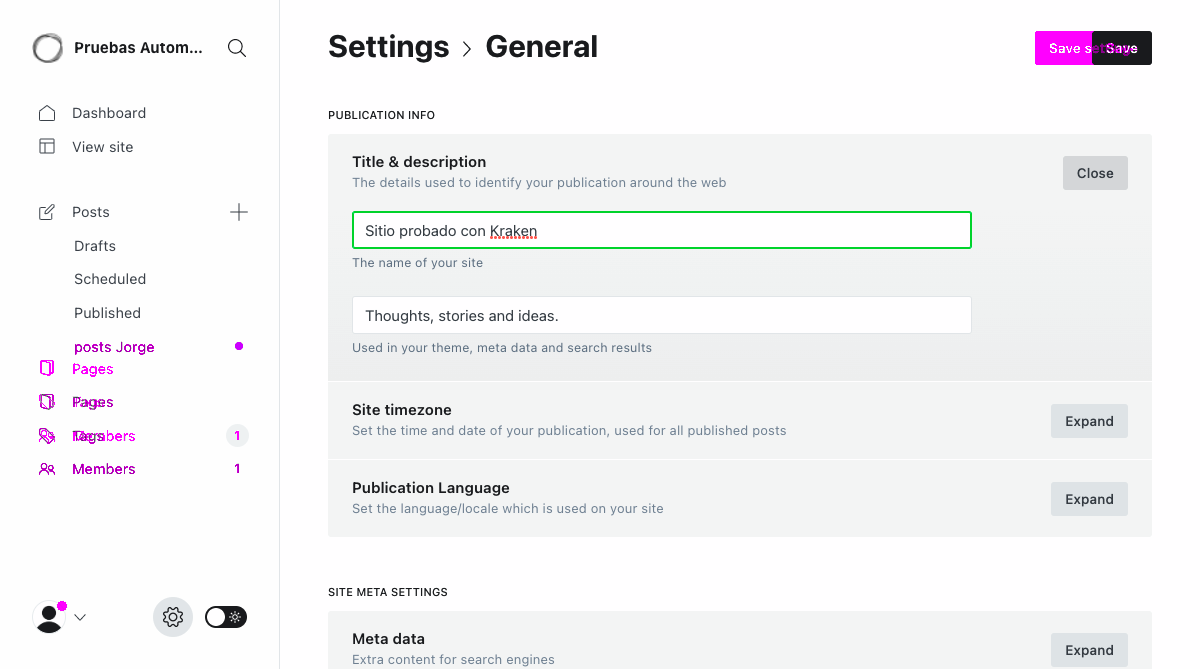 Pruebas Autom...
Settings > General
Save
Dashboard
View site
Posts
Drafts
Scheduled
Published
posts Jorge
Pages
Members 1
Members 1
PUBLICATION INFO
Title & description
The details used to identify your publication around the web
Close
Sitio probado con Kraken
The name of your site
Thoughts, stories and ideas.
Used in your theme, meta data and search results
Site timezone
Set the time and date of your publication, used for all published posts
Expand
Publication Language
Set the language/locale which is used on your site
Expand
SITE META SETTINGS
Meta data
Extra content for search engines
Expand